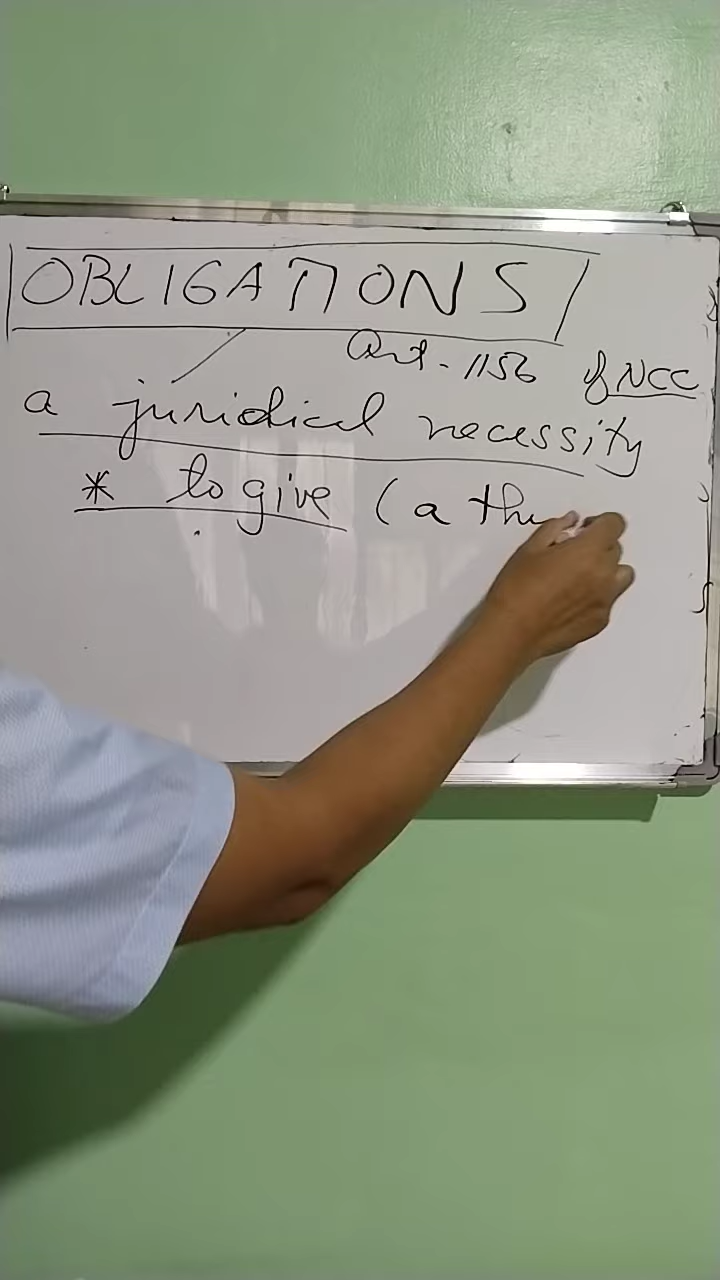 OBLIGATIONS
Art. 1156 of NCC
a juridical necessity
* to give (a th